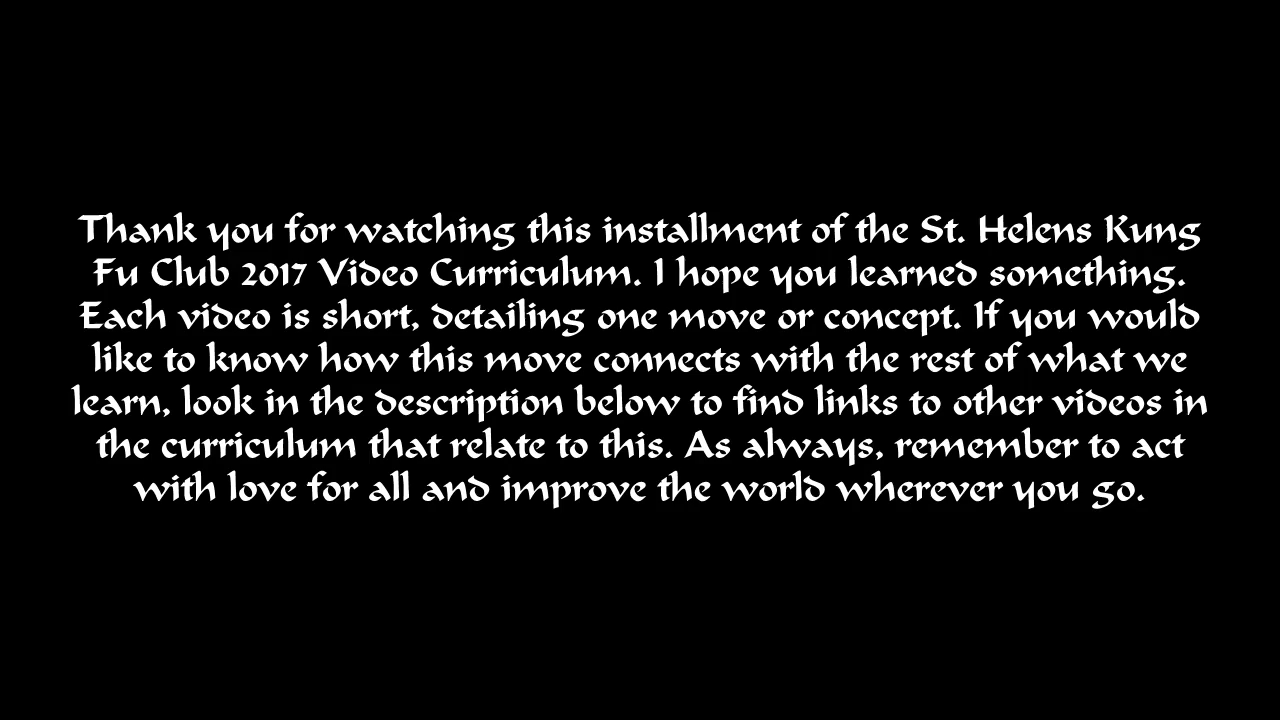 Thank you for watching this installment of the St. Helens Kung
Fu Club 2017 Video Curriculum. I hope you learned something.
Each video is short, detailing one move or concept. If you would
like to know how this move connects with the rest of what we
learn, look in the description below to find links to other videos in
the curriculum that relate to this. As always, remember to act
with love for all and improve the world wherever you go.